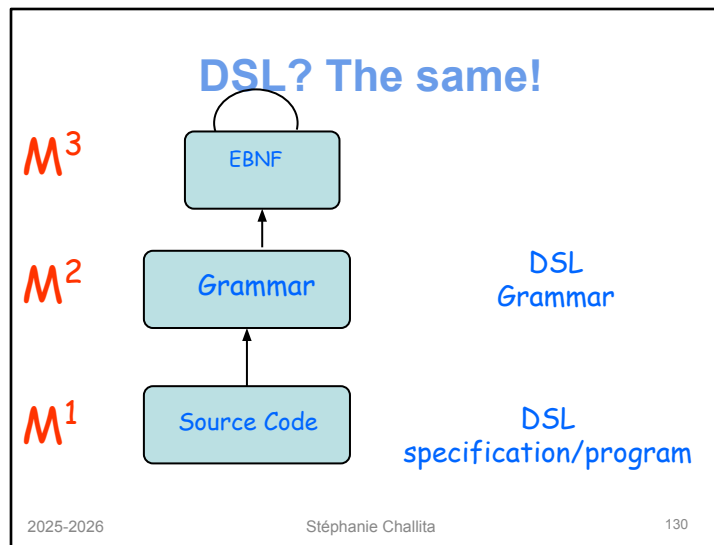 DSL? The same!
M³
EBNF
M²
Grammar
DSL
Grammar
M¹
Source Code
DSL
specification/program
2025-2026
Stéphanie Challita
130